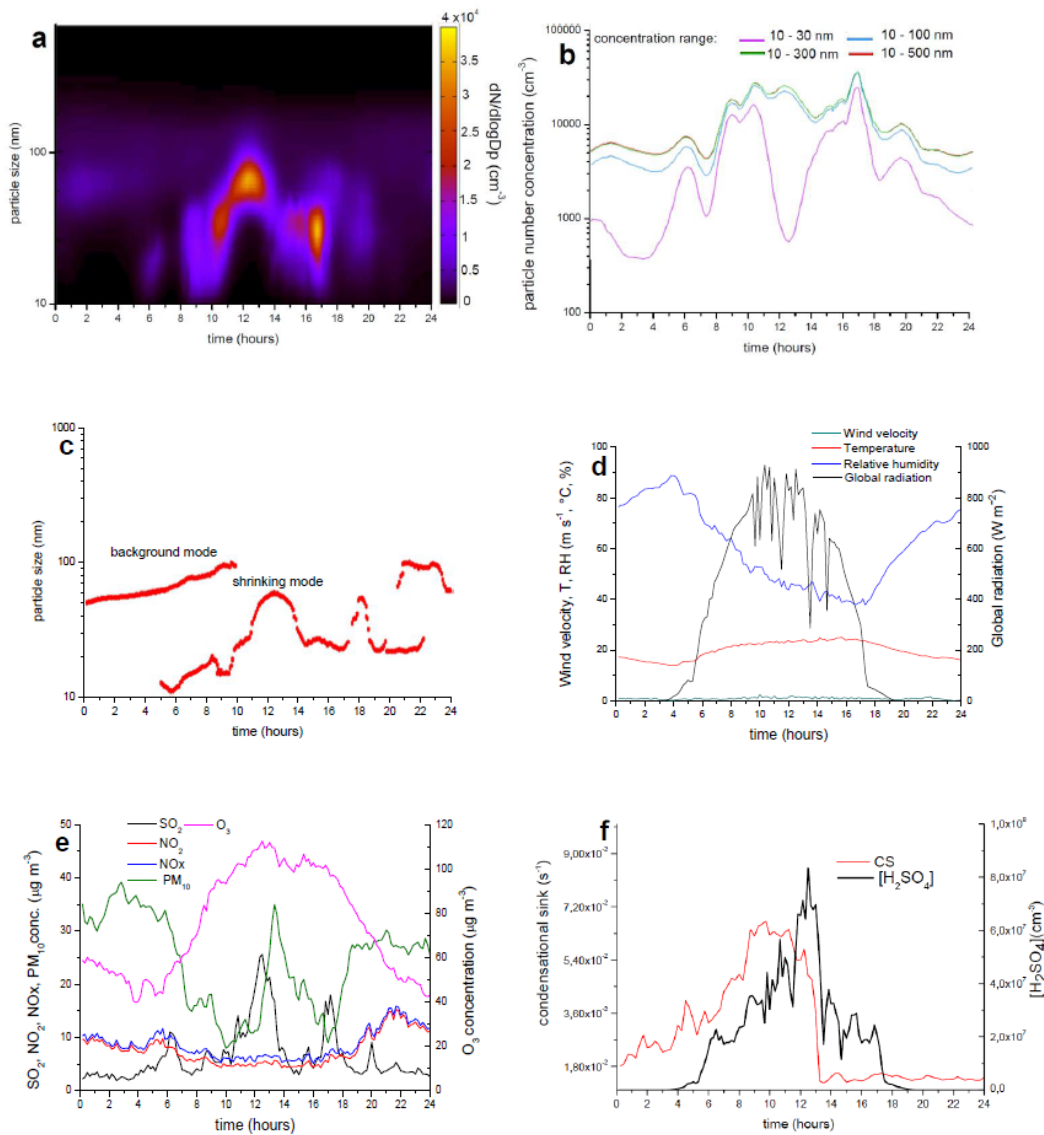 a
particle size (nm)
100
10
0 2 4 6 8 10 12 14 16 18 20 22 24
time (hours)
4 x10⁴
3.5
3
2.5
2
1.5
1
0.5
0
dN/dlogDp (cm⁻³)
b
concentration range:
10 - 30 nm
10 - 100 nm
10 - 300 nm
10 - 500 nm
particle number concentration (cm⁻³)
100000
10000
1000
100
0 2 4 6 8 10 12 14 16 18 20 22 24
time (hours)
c
particle size (nm)
1000
100
10
background mode
shrinking mode
0 2 4 6 8 10 12 14 16 18 20 22 24
time (hours)
d
Wind velocity
Temperature
Relative humidity
Global radiation
Wind velocity, T, RH (m s⁻¹, °C, %)
100
80
60
40
20
0
Global radiation (W m⁻²)
1000
800
600
400
200
0
0 2 4 6 8 10 12 14 16 18 20 22 24
time (hours)
e
SO₂
O₃
NO₂
NOx
PM₁₀
SO₂, NO₂, NOx, PM₁₀conc. (µg m⁻³)
50
45
40
35
30
25
20
15
10
5
0
O₃ concentration (µg m⁻³)
120
100
80
60
40
20
0
0 2 4 6 8 10 12 14 16 18 20 22 24
time (hours)
f
CS
[H₂SO₄]
condensational sink (s⁻¹)
9,00x10⁻²
7,20x10⁻²
5,40x10⁻²
3,60x10⁻²
1,80x10⁻²
[H₂SO₄](cm⁻³)
1,0x10⁸
8,0x10⁷
6,0x10⁷
4,0x10⁷
2,0x10⁷
0,0
0 2 4 6 8 10 12 14 16 18 20 22 24
time (hours)